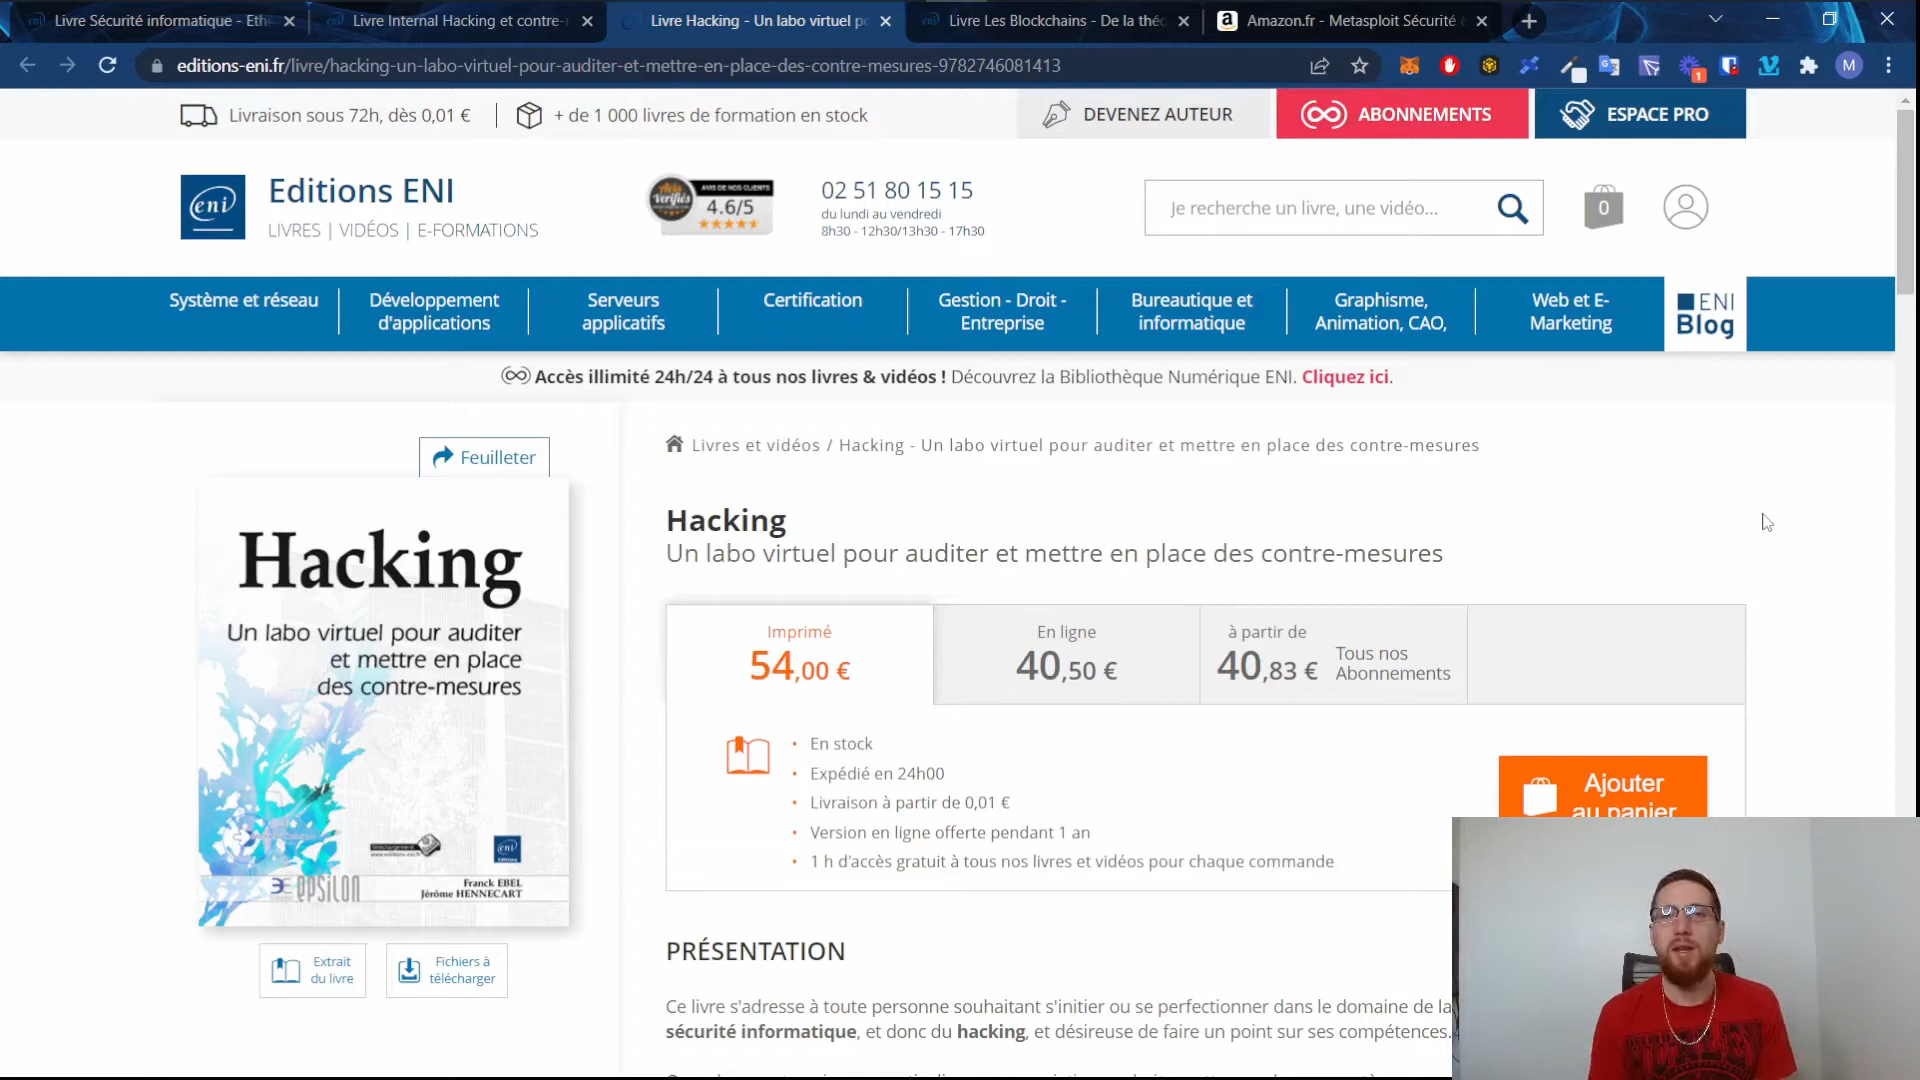 Livre Sécurité informatique - Eth
Livre Internal Hacking et contre-
Livre Hacking - Un labo virtuel po
Livre Les Blockchains - De la théo
Amazon.fr - Metasploit Sécurité
editions-eni.fr/livre/hacking-un-labo-virtuel-pour-auditer-et-mettre-en-place-des-contre-mesures-9782746081413
1
M
Livraison sous 72h, dès 0,01 €
+ de 1 000 livres de formation en stock
DEVENEZ AUTEUR
ABONNEMENTS
ESPACE PRO
eni
Editions ENI
LIVRES | VIDÉOS | E-FORMATIONS
Avis Vérifiés
AVIS DE NOS CLIENTS
4.6/5
02 51 80 15 15
du lundi au vendredi
8h30 - 12h30/13h30 - 17h30
Je recherche un livre, une vidéo...
0
Système et réseau
Développement d'applications
Serveurs applicatifs
Certification
Gestion - Droit - Entreprise
Bureautique et informatique
Graphisme, Animation, CAO,
Web et E-Marketing
ENI Blog
Accès illimité 24h/24 à tous nos livres & vidéos ! Découvrez la Bibliothèque Numérique ENI. Cliquez ici.
Feuilleter
Hacking
Un labo virtuel pour auditer
et mettre en place
des contre-mesures
eni
epsilon
Franck EBEL
Jérôme HENNECART
Extrait du livre
Fichiers à télécharger
Livres et vidéos / Hacking - Un labo virtuel pour auditer et mettre en place des contre-mesures
Hacking
Un labo virtuel pour auditer et mettre en place des contre-mesures
Imprimé
54,00 €
En ligne
40,50 €
à partir de
40,83 €
Tous nos Abonnements
• En stock
• Expédié en 24h00
• Livraison à partir de 0,01 €
• Version en ligne offerte pendant 1 an
• 1 h d'accès gratuit à tous nos livres et vidéos pour chaque commande
Ajouter
au panier
PRÉSENTATION
Ce livre s'adresse à toute personne souhaitant s'initier ou se perfectionner dans le domaine de la
sécurité informatique, et donc du hacking, et désireuse de faire un point sur ses compétences.